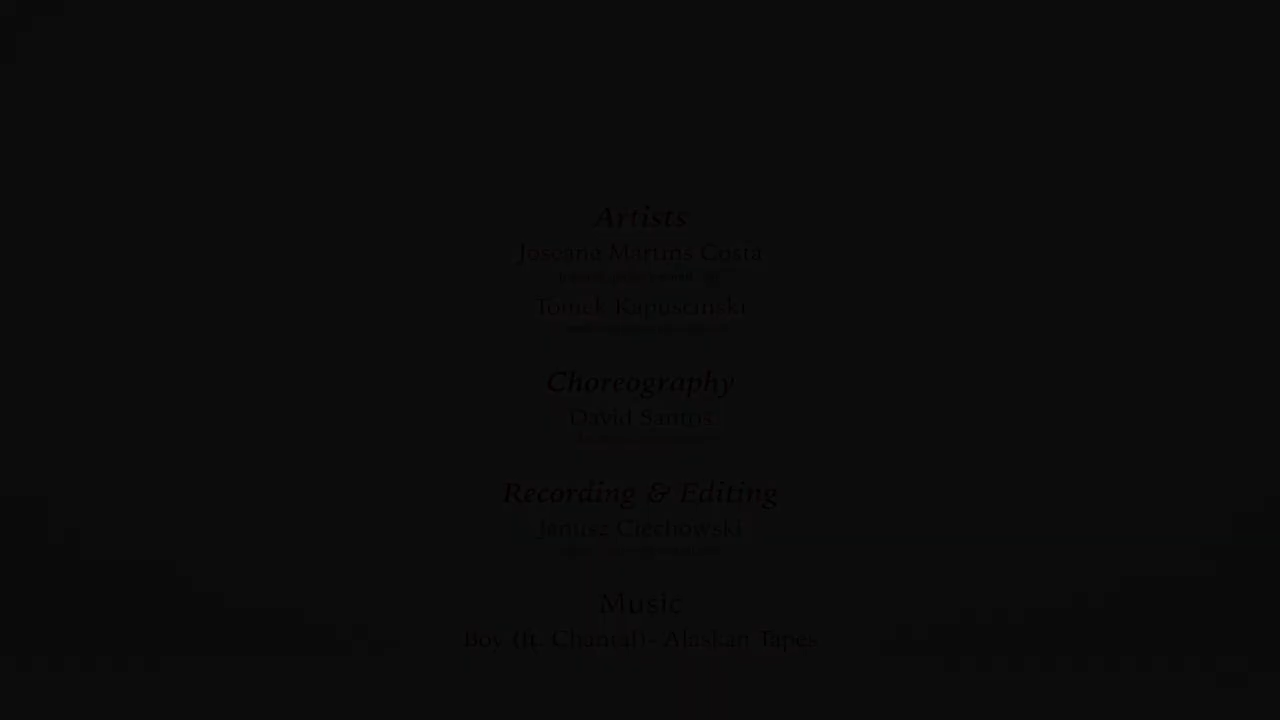 Artists
Joseane Martins Costa
Tomek Kapuscinski
Choreography
David Santos
Recording & Editing
Janusz Ciechowski
Music
Boy (ft. Chantal)- Alaskan Tapes